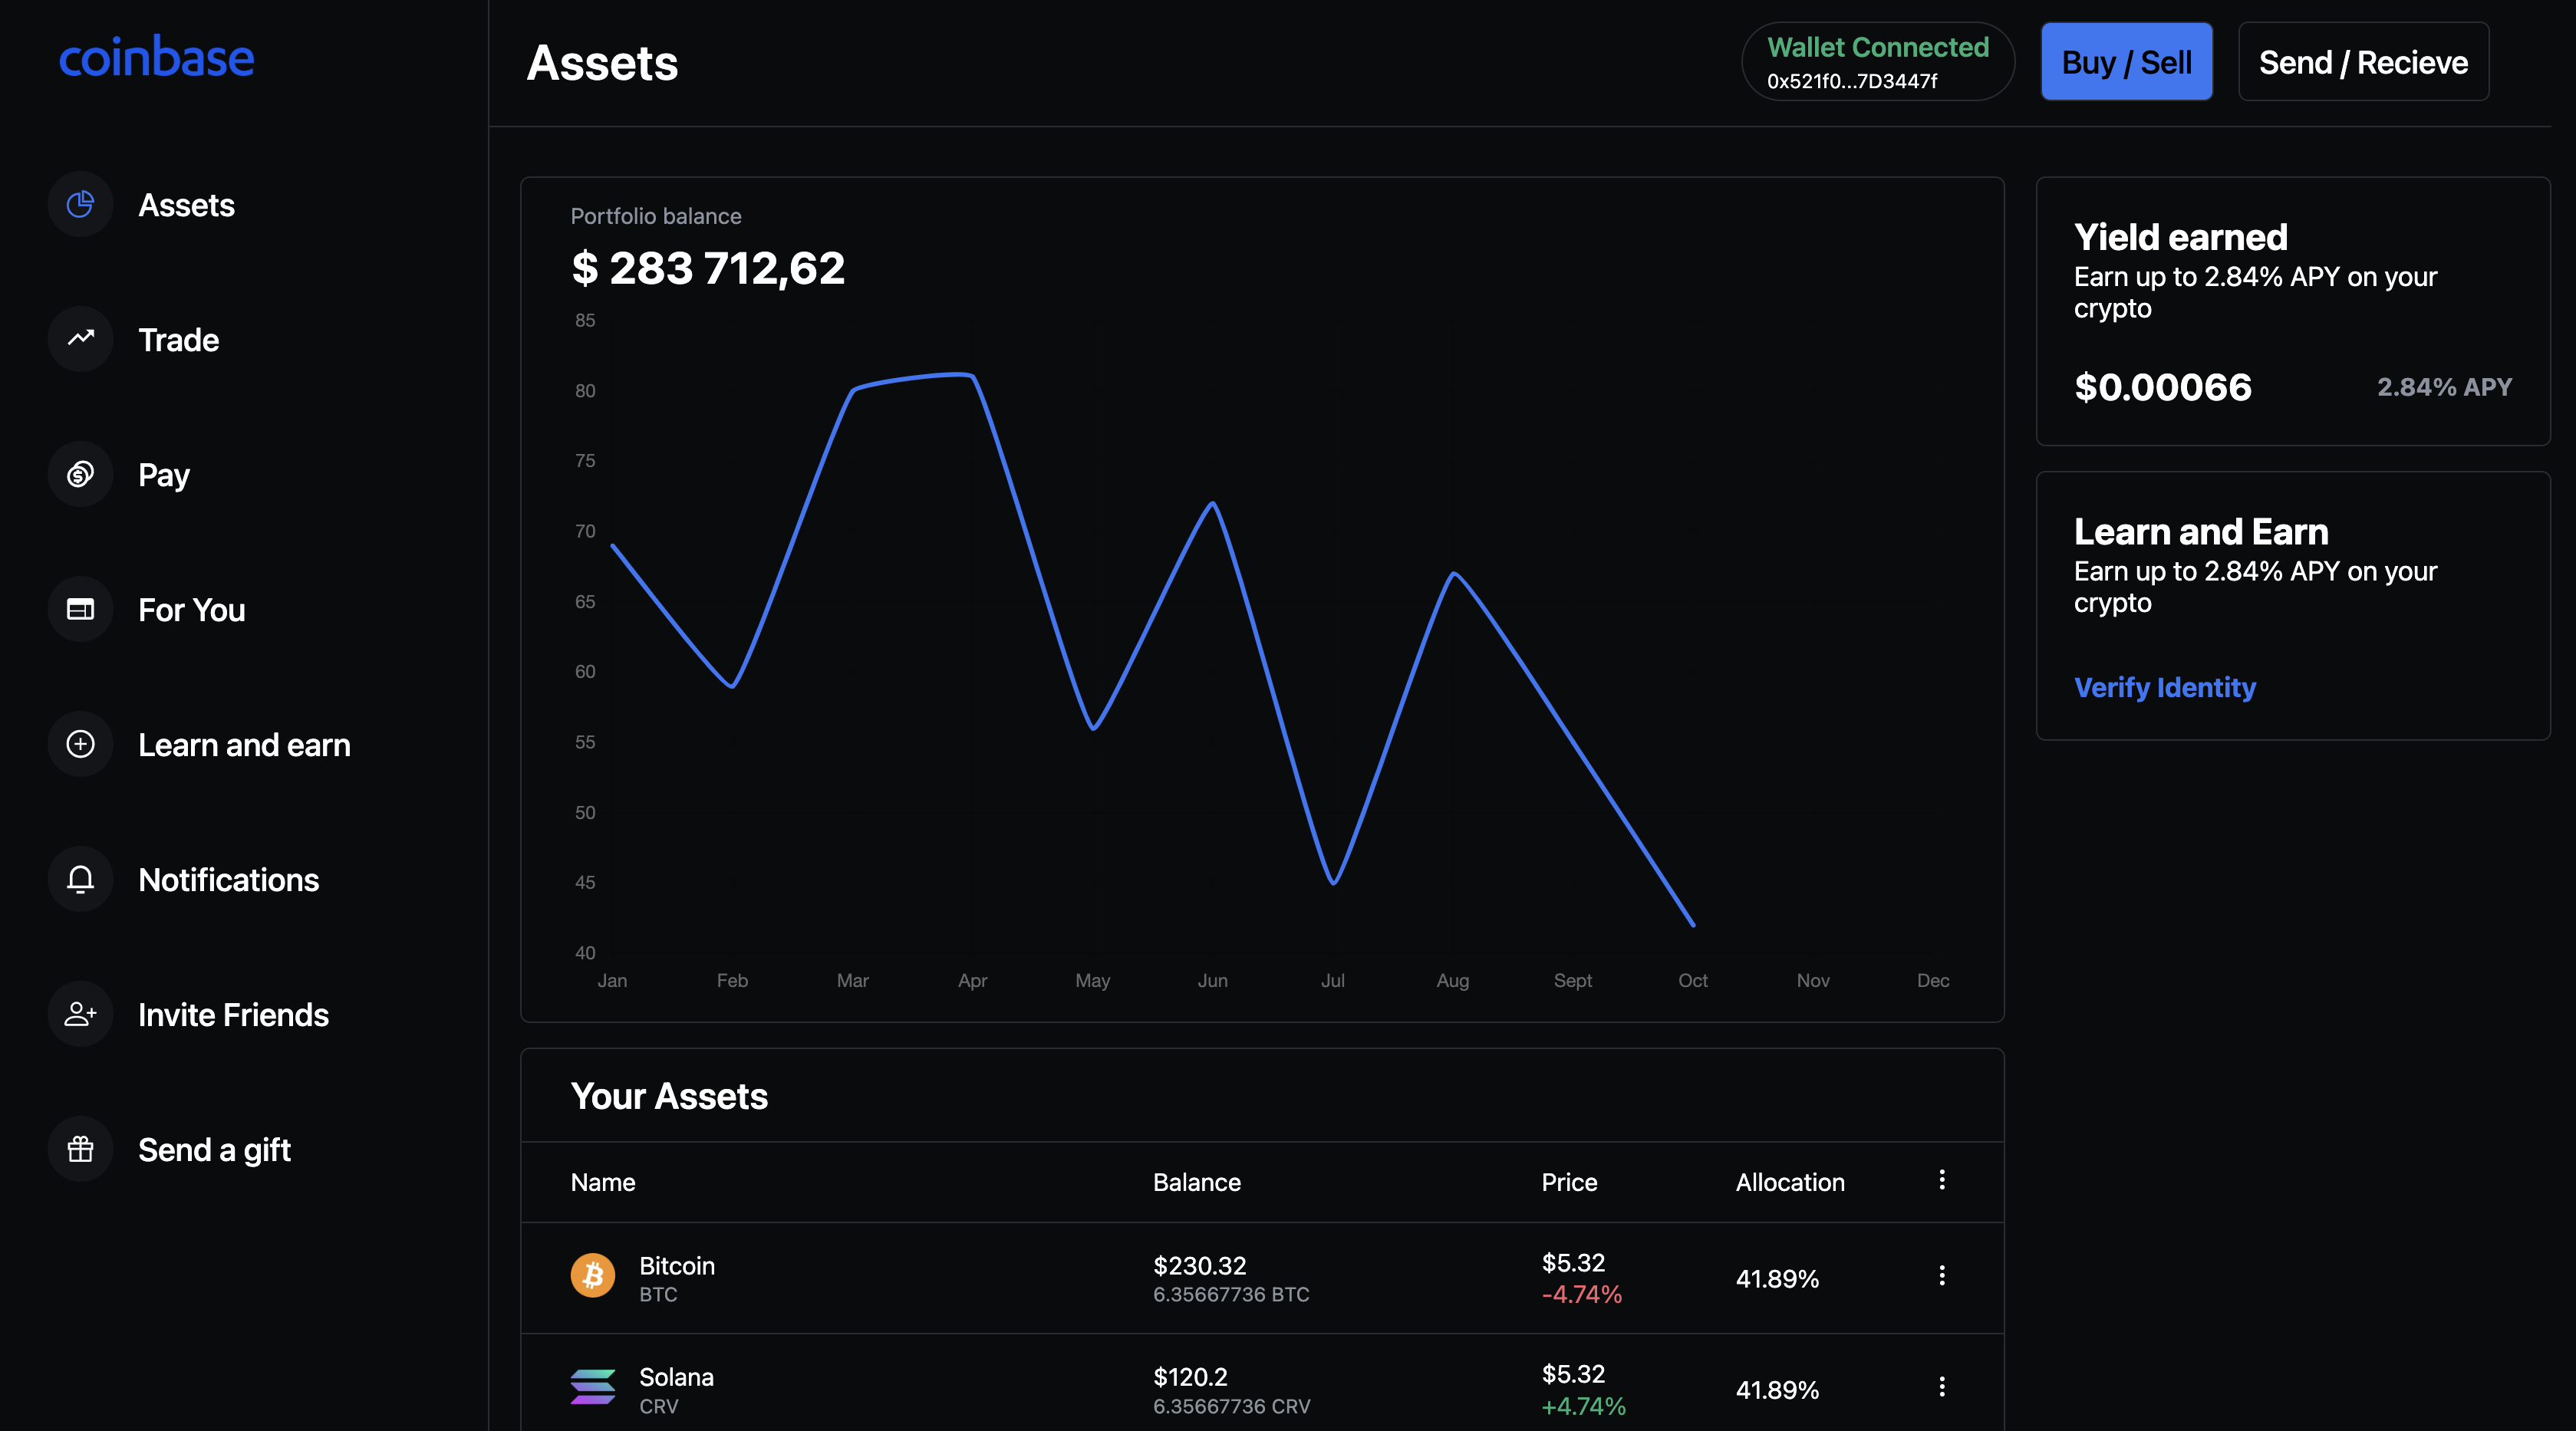 coinbase
Assets
Trade
Pay
For You
Learn and earn
Notifications
Invite Friends
Send a gift
Assets
Wallet Connected
0x521f0...7D3447f
Buy / Sell
Send / Recieve
Portfolio balance
$ 283 712,62
85
80
75
70
65
60
55
50
45
40
Jan Feb Mar Apr May Jun Jul Aug Sept Oct Nov Dec
Yield earned
Earn up to 2.84% APY on your
crypto
$0.00066 2.84% APY
Learn and Earn
Earn up to 2.84% APY on your
crypto
Verify Identity
Your Assets
Name Balance Price Allocation
Bitcoin $230.32 $5.32 41.89%
BTC 6.35667736 BTC -4.74%
Solana $120.2 $5.32 41.89%
CRV 6.35667736 CRV +4.74%